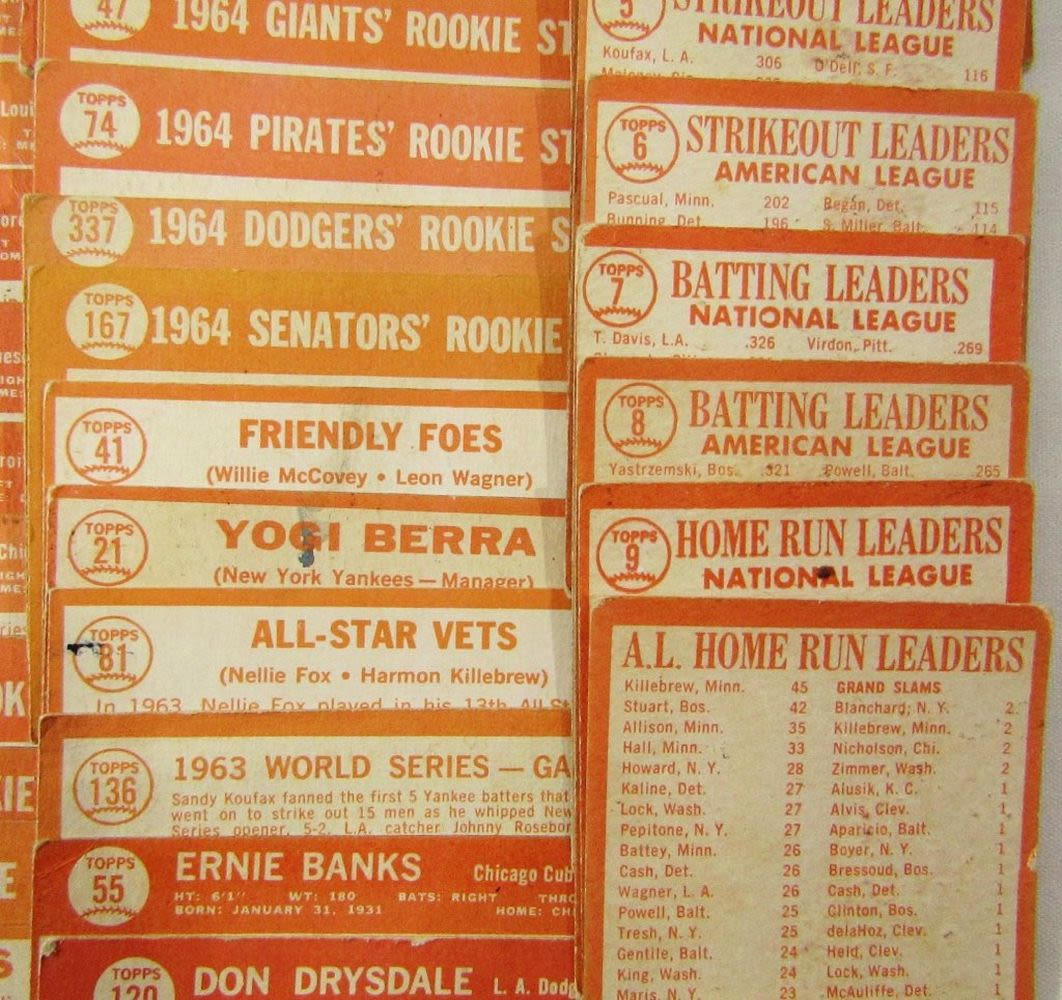 47
1964 GIANTS' ROOKIE ST
TOPPS
74
1964 PIRATES' ROOKIE ST
TOPPS
337
1964 DODGERS' ROOKIE S
TOPPS
167
1964 SENATORS' ROOKIE
TOPPS
41
FRIENDLY FOES
(Willie McCovey • Leon Wagner)
TOPPS
21
YOGI BERRA
(New York Yankees — Manager)
TOPPS
81
ALL-STAR VETS
(Nellie Fox • Harmon Killebrew)
In 1963, Nellie Fox played in his 13th All-St
TOPPS
136
1963 WORLD SERIES — GA
Sandy Koufax fanned the first 5 Yankee batters that
went on to strike out 15 men as he whipped New
Series opener, 5-2. L.A. catcher Johnny Rosebor
TOPPS
55
ERNIE BANKS Chicago Cub
HT: 6'1" WT: 180 BATS: RIGHT THRO
BORN: JANUARY 31, 1931 HOME: CHI
TOPPS
120
DON DRYSDALE L. A. Dodg
5
STRIKEOUT LEADERS
NATIONAL LEAGUE
Koufax, L. A. 306 O'Dell, S. F. 116
TOPPS
6
STRIKEOUT LEADERS
AMERICAN LEAGUE
Pascual, Minn. 202 Regan, Det. 115
Bunning, Det. 196 S. Miller, Balt. 114
TOPPS
7
BATTING LEADERS
NATIONAL LEAGUE
T. Davis, L.A. .326 Virdon, Pitt. .269
TOPPS
8
BATTING LEADERS
AMERICAN LEAGUE
Yastrzemski, Bos. .321 Powell, Balt. .265
TOPPS
9
HOME RUN LEADERS
NATIONAL LEAGUE
A.L. HOME RUN LEADERS
Killebrew, Minn. 45 GRAND SLAMS
Stuart, Bos. 42 Blanchard, N. Y. 2
Allison, Minn. 35 Killebrew, Minn. 2
Hall, Minn. 33 Nicholson, Chi. 2
Howard, N. Y. 28 Zimmer, Wash. 2
Kaline, Det. 27 Alusik, K. C. 1
Lock, Wash. 27 Alvis, Clev. 1
Pepitone, N. Y. 27 Aparicio, Balt. 1
Battey, Minn. 26 Boyer, N. Y. 1
Cash, Det. 26 Bressoud, Bos. 1
Wagner, L. A. 26 Cash, Det. 1
Powell, Balt. 25 Clinton, Bos. 1
Tresh, N. Y. 25 delaHoz, Clev. 1
Gentile, Balt. 24 Held, Clev. 1
King, Wash. 24 Lock, Wash. 1
Maris, N. Y. 23 McAuliffe, Det. 1